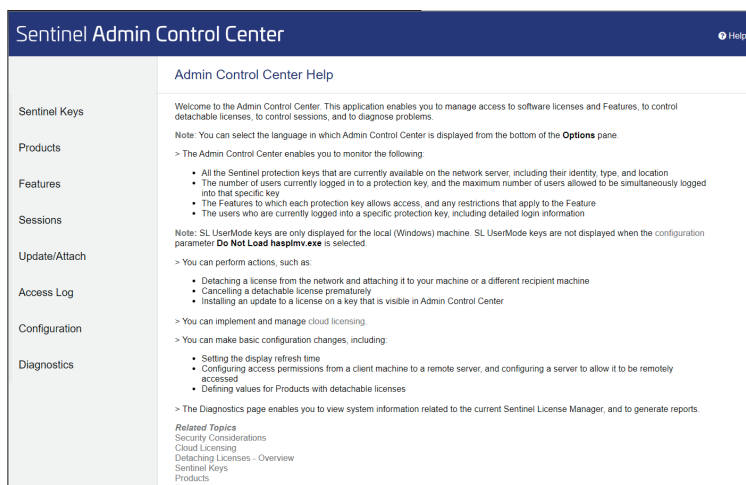 Sentinel Admin Control Center
Help
Admin Control Center Help
Sentinel Keys
Products
Features
Sessions
Update/Attach
Access Log
Configuration
Diagnostics
Welcome to the Admin Control Center. This application enables you to manage access to software licenses and Features, to control
detachable licenses, to control sessions, and to diagnose problems.
Note: You can select the language in which Admin Control Center is displayed from the bottom of the Options pane.
> The Admin Control Center enables you to monitor the following:
• All the Sentinel protection keys that are currently available on the network server, including their identity, type, and location
• The number of users currently logged in to a protection key, and the maximum number of users allowed to be simultaneously logged
into that specific key
• The Features to which each protection key allows access, and any restrictions that apply to the Feature
• The users who are currently logged into a specific protection key, including detailed login information
Note: SL UserMode keys are only displayed for the local (Windows) machine. SL UserMode keys are not displayed when the configuration
parameter Do Not Load hasplmv.exe is selected.
> You can perform actions, such as:
• Detaching a license from the network and attaching it to your machine or a different recipient machine
• Cancelling a detachable license prematurely
• Installing an update to a license on a key that is visible in Admin Control Center
> You can implement and manage cloud licensing.
> You can make basic configuration changes, including:
• Setting the display refresh time
• Configuring access permissions from a client machine to a remote server, and configuring a server to allow it to be remotely
accessed
• Defining values for Products with detachable licenses
> The Diagnostics page enables you to view system information related to the current Sentinel License Manager, and to generate reports.
Related Topics
Security Considerations
Cloud Licensing
Detaching Licenses - Overview
Sentinel Keys
Products